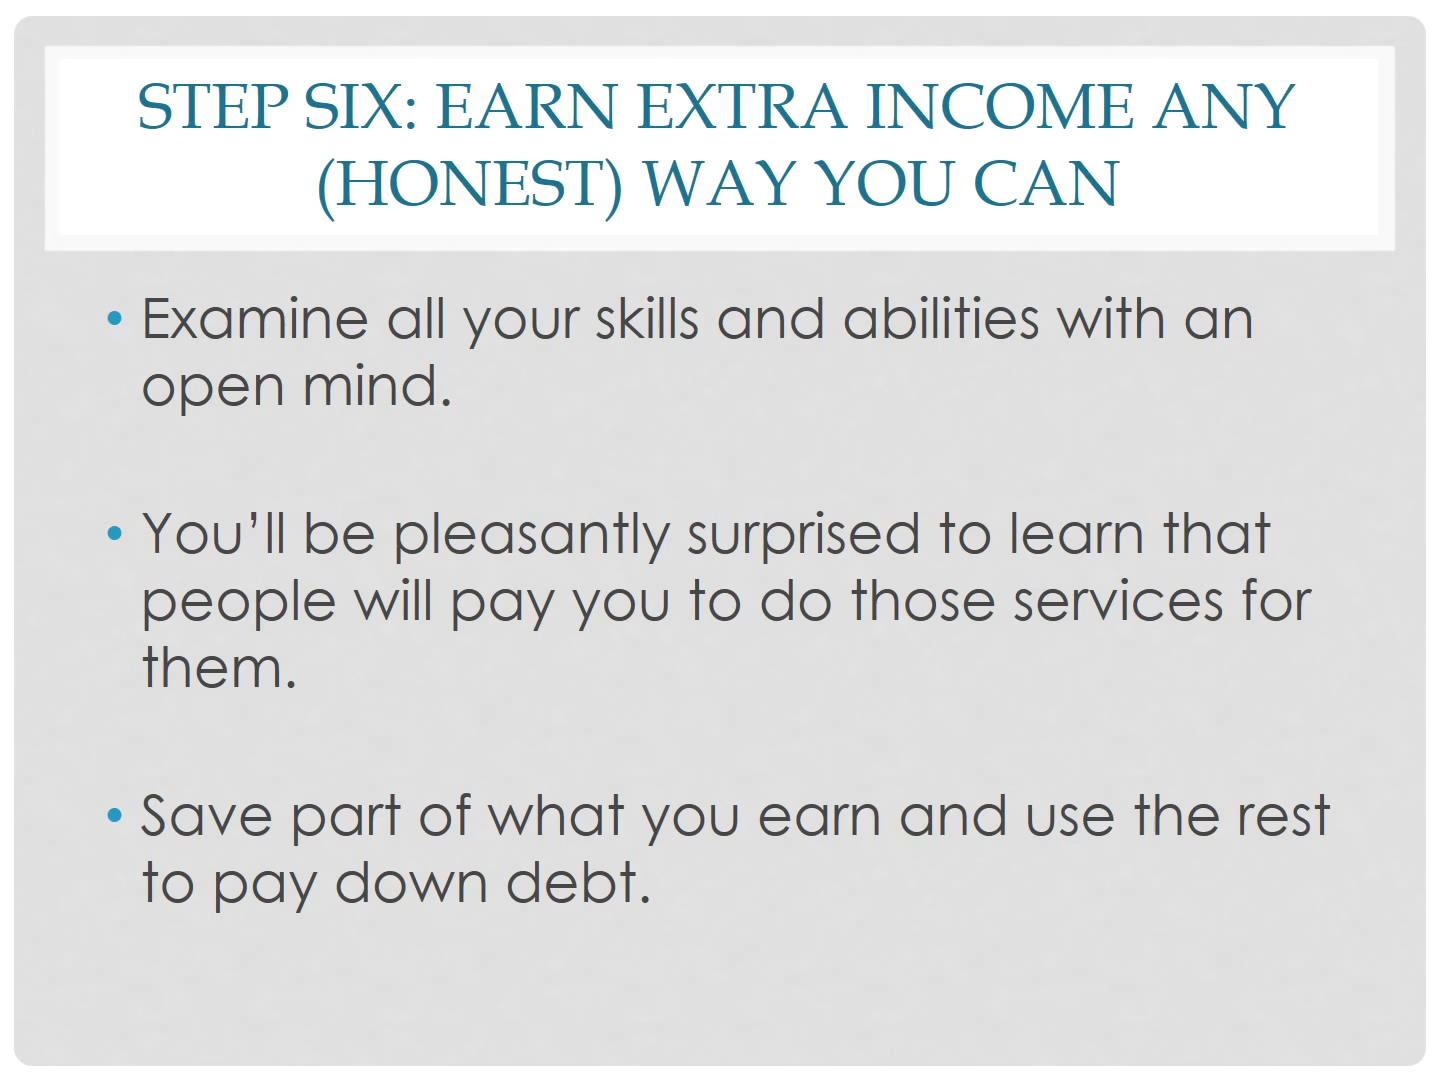 STEP SIX: EARN EXTRA INCOME ANY
(HONEST) WAY YOU CAN
• Examine all your skills and abilities with an
open mind.
• You’ll be pleasantly surprised to learn that
people will pay you to do those services for
them.
• Save part of what you earn and use the rest
to pay down debt.